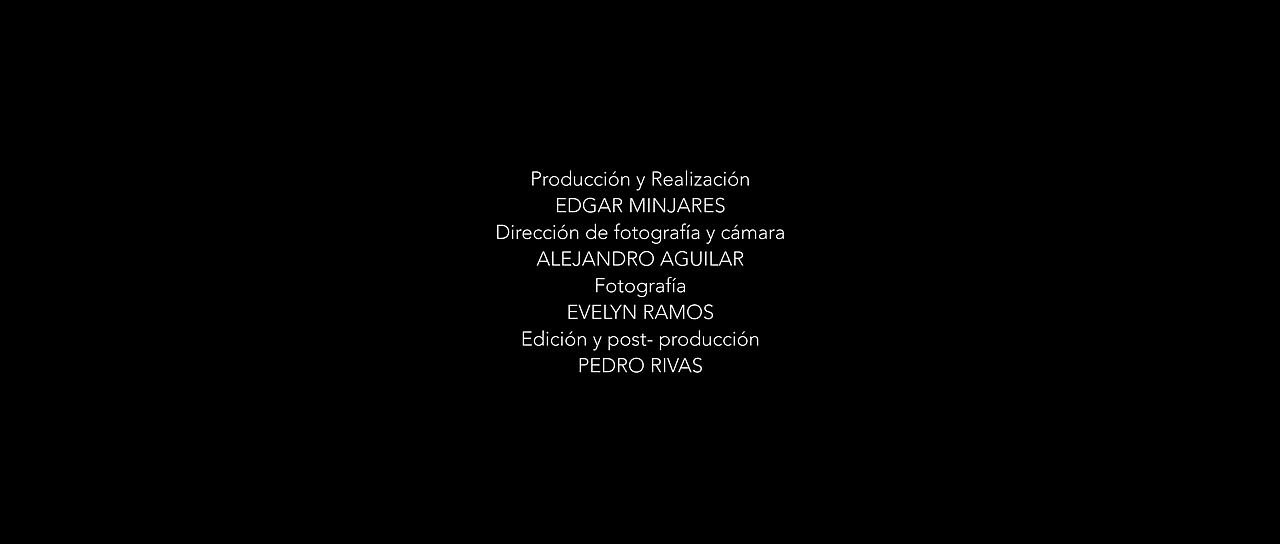 Producción y Realización
EDGAR MINJARES
Dirección de fotografía y cámara
ALEJANDRO AGUILAR
Fotografía
EVELYN RAMOS
Edición y post- producción
PEDRO RIVAS